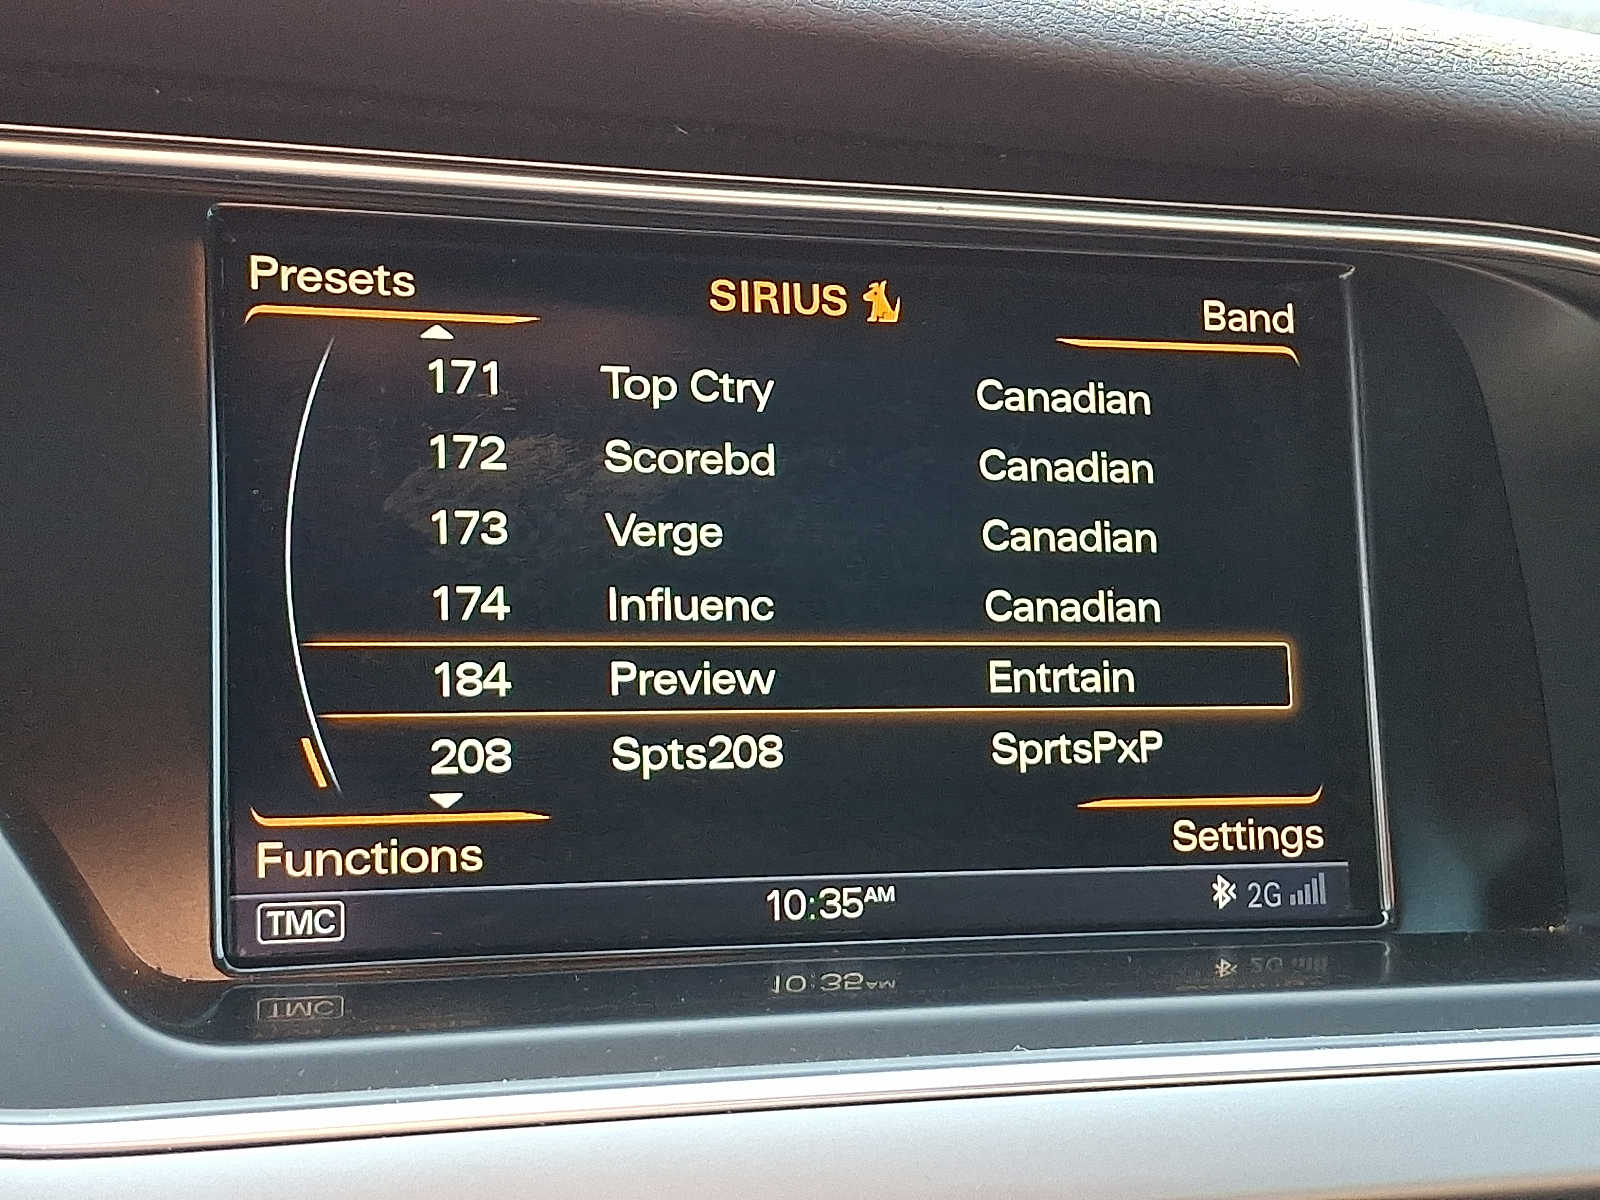 Presets SIRIUS Band
171 Top Ctry Canadian
172 Scorebd Canadian
173 Verge Canadian
174 Influenc Canadian
184 Preview Entrtain
208 Spts208 SprtsPxP
Functions Settings
TMC 10:35AM 2G